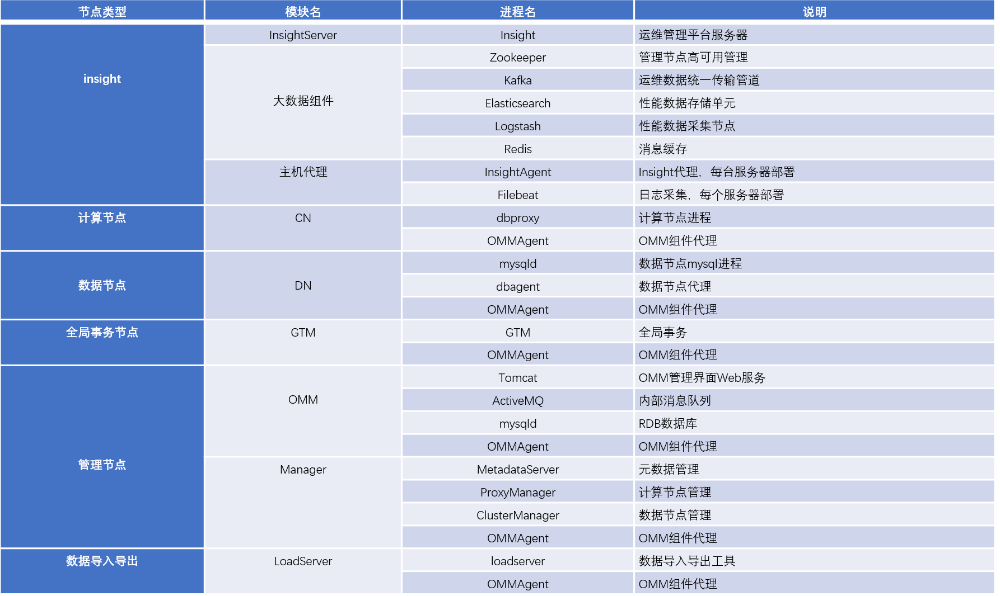 节点类型 模块名 进程名 说明
insight InsightServer Insight 运维管理平台服务器
大数据组件 Zookeeper 管理节点高可用管理
Kafka 运维数据统一传输管道
Elasticsearch 性能数据存储单元
Logstash 性能数据采集节点
Redis 消息缓存
主机代理 InsightAgent Insight代理，每台服务器部署
Filebeat 日志采集，每个服务器部署
计算节点 CN dbproxy 计算节点进程
OMMAgent OMM组件代理
数据节点 DN mysqld 数据节点mysql进程
dbagent 数据节点代理
OMMAgent OMM组件代理
全局事务节点 GTM GTM 全局事务
OMMAgent OMM组件代理
管理节点 OMM Tomcat OMM管理界面Web服务
ActiveMQ 内部消息队列
mysqld RDB数据库
OMMAgent OMM组件代理
Manager MetadataServer 元数据管理
ProxyManager 计算节点管理
ClusterManager 数据节点管理
OMMAgent OMM组件代理
数据导入导出 LoadServer loadserver 数据导入导出工具
OMMAgent OMM组件代理